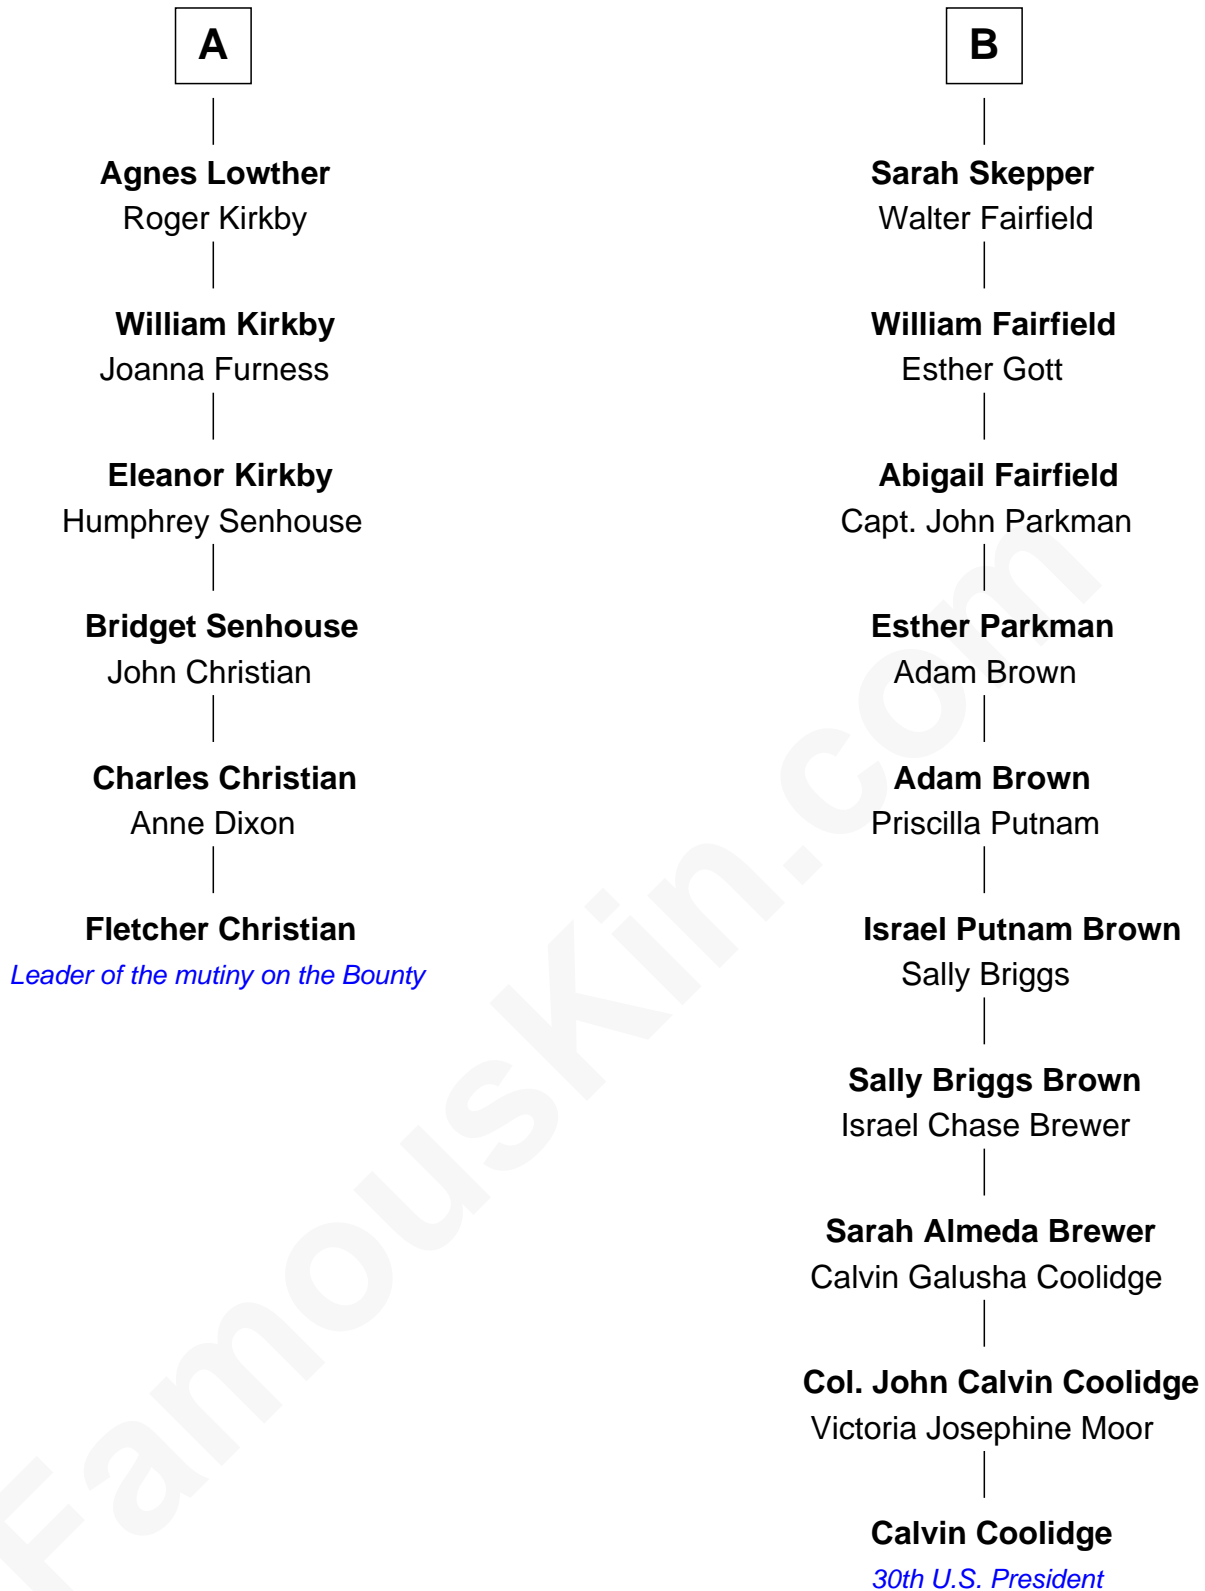 A
Agnes Lowther
Roger Kirkby
William Kirkby
Joanna Furness
Eleanor Kirkby
Humphrey Senhouse
Bridget Senhouse
John Christian
Charles Christian
Anne Dixon
Fletcher Christian
Leader of the mutiny on the Bounty
B
Sarah Skepper
Walter Fairfield
William Fairfield
Esther Gott
Abigail Fairfield
Capt. John Parkman
Esther Parkman
Adam Brown
Adam Brown
Priscilla Putnam
Israel Putnam Brown
Sally Briggs
Sally Briggs Brown
Israel Chase Brewer
Sarah Almeda Brewer
Calvin Galusha Coolidge
Col. John Calvin Coolidge
Victoria Josephine Moor
Calvin Coolidge
30th U.S. President
FamousKin.com